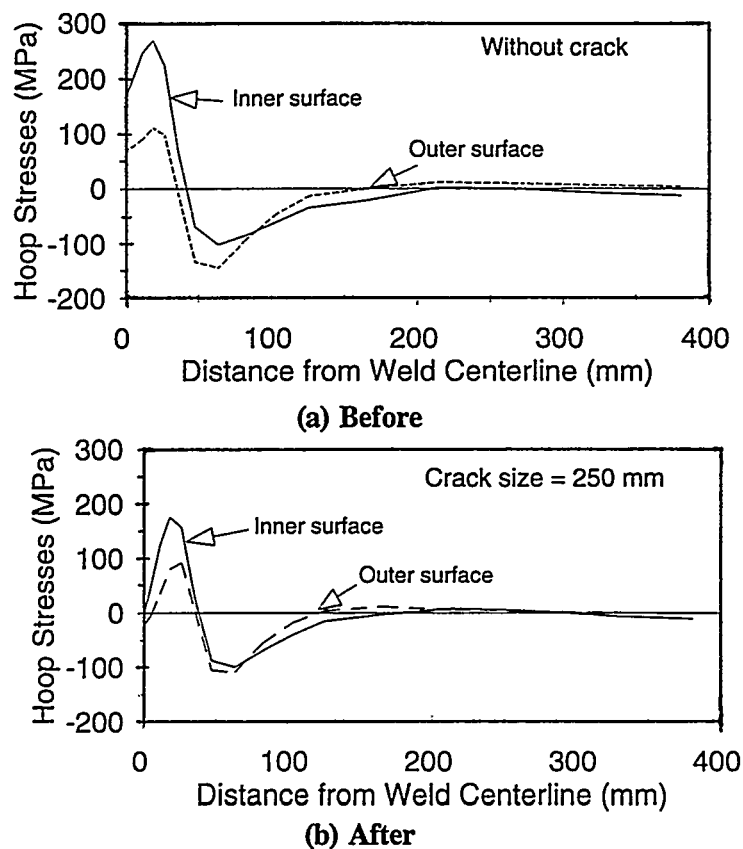 Hoop Stresses (MPa)
300
200
100
0
-100
-200
Without crack
Inner surface
Outer surface
0 100 200 300 400
Distance from Weld Centerline (mm)
(a) Before
Hoop Stresses (MPa)
300
200
100
0
-100
-200
Crack size = 250 mm
Inner surface
Outer surface
0 100 200 300 400
Distance from Weld Centerline (mm)
(b) After